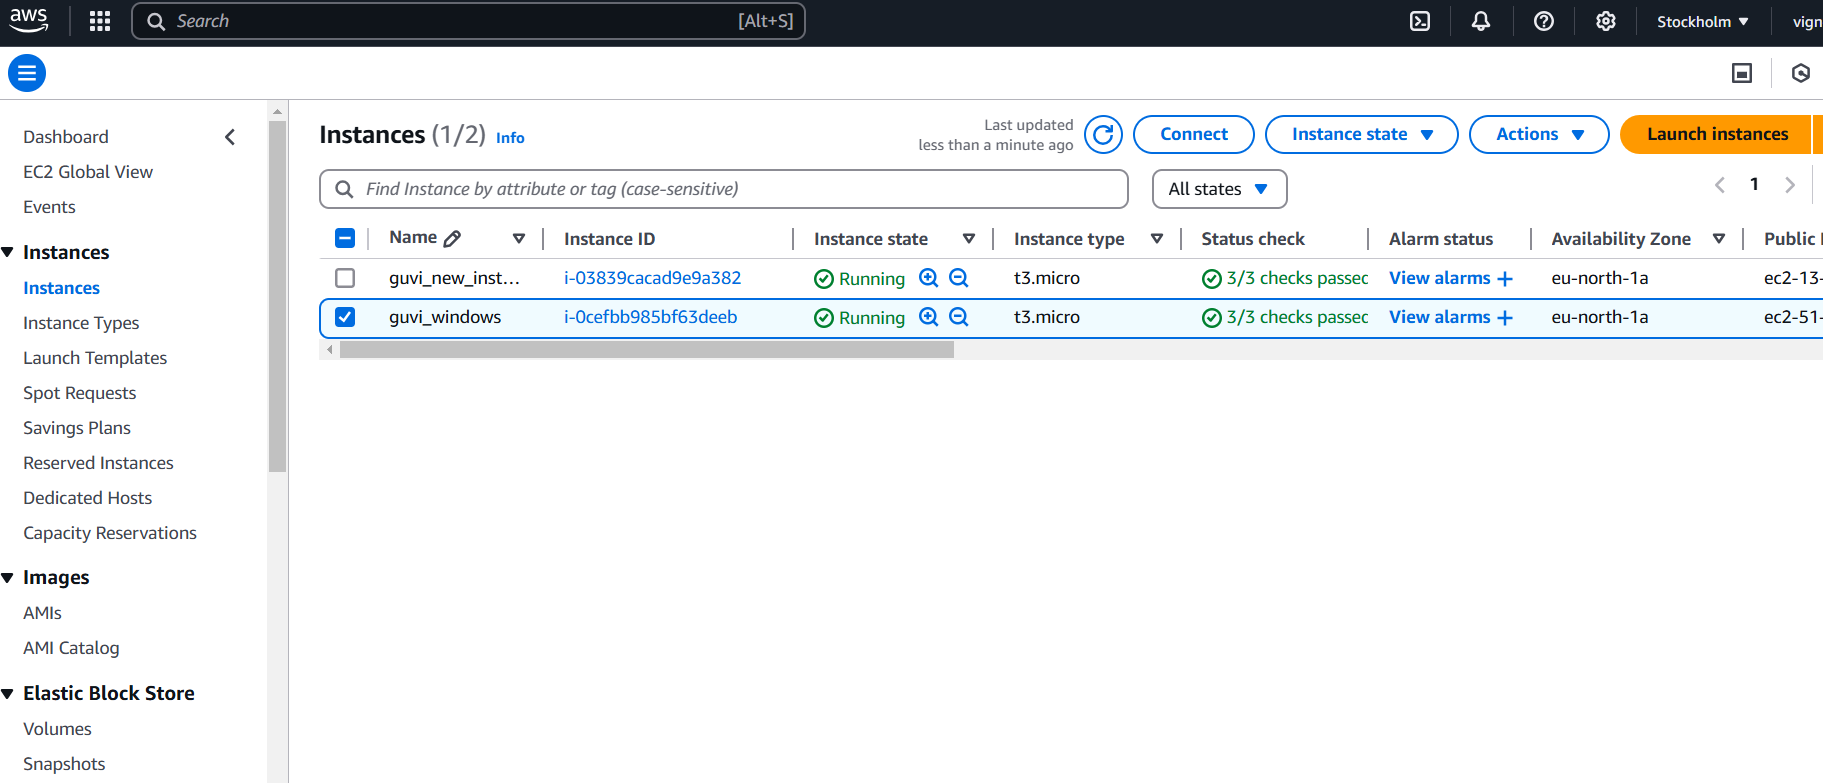 aws
Search [Alt+S]
Stockholm
vign
Dashboard
EC2 Global View
Events
Instances
Instances
Instance Types
Launch Templates
Spot Requests
Savings Plans
Reserved Instances
Dedicated Hosts
Capacity Reservations
Images
AMIs
AMI Catalog
Elastic Block Store
Volumes
Snapshots
Instances (1/2) Info
Last updated
less than a minute ago
Connect
Instance state
Actions
Launch instances
Find Instance by attribute or tag (case-sensitive)
All states
1
Name Instance ID Instance state Instance type Status check Alarm status Availability Zone Public
guvi_new_inst... i-03839cacad9e9a382 Running t3.micro 3/3 checks passed View alarms + eu-north-1a ec2-13-
guvi_windows i-0cefbb985bf63deeb Running t3.micro 3/3 checks passed View alarms + eu-north-1a ec2-51-